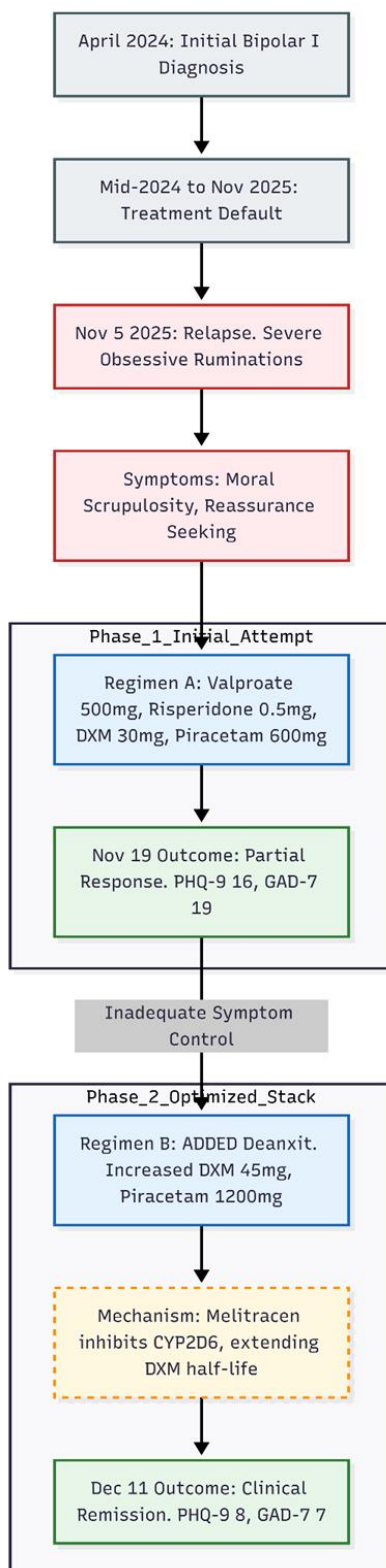 April 2024: Initial Bipolar I
Diagnosis
Mid-2024 to Nov 2025:
Treatment Default
Nov 5 2025: Relapse. Severe
Obsessive Ruminations
Symptoms: Moral
Scrupulosity, Reassurance
Seeking
Phase_1_Initial_Attempt
Regimen A: Valproate
500mg, Risperidone 0.5mg,
DXM 30mg, Piracetam 600mg
Nov 19 Outcome: Partial
Response. PHQ-9 16, GAD-7
19
Inadequate Symptom
Control
Phase_2_Optimized_Stack
Regimen B: ADDED Deanxit.
Increased DXM 45mg,
Piracetam 1200mg
Mechanism: Melitracen
inhibits CYP2D6, extending
DXM half-life
Dec 11 Outcome: Clinical
Remission. PHQ-9 8, GAD-7 7